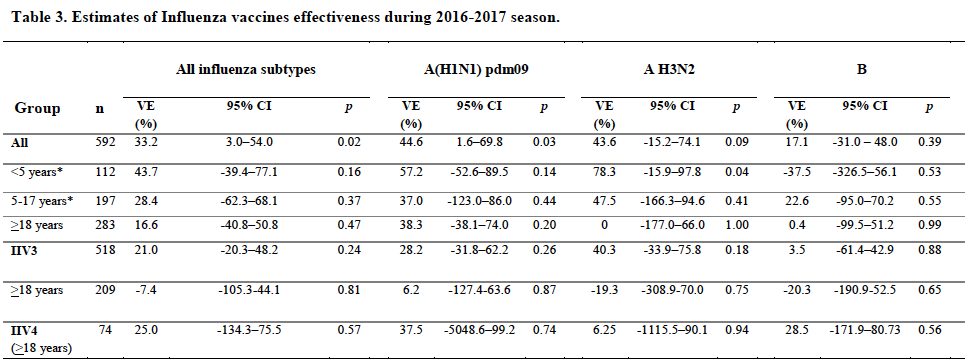 Table 3. Estimates of Influenza vaccines effectiveness during 2016-2017 season.
All influenza subtypes A(H1N1) pdm09 A H3N2 B
Group n VE (%) 95% CI p VE (%) 95% CI p VE (%) 95% CI p VE (%) 95% CI p
All 592 33.2 3.0–54.0 0.02 44.6 1.6–69.8 0.03 43.6 -15.2–74.1 0.09 17.1 -31.0 – 48.0 0.39
<5 years* 112 43.7 -39.4–77.1 0.16 57.2 -52.6–89.5 0.14 78.3 -15.9–97.8 0.04 -37.5 -326.5–56.1 0.53
5-17 years* 197 28.4 -62.3–68.1 0.37 37.0 -123.0–86.0 0.44 47.5 -166.3–94.6 0.41 22.6 -95.0–70.2 0.55
≥18 years 283 16.6 -40.8–50.8 0.47 38.3 -38.1–74.0 0.20 0 -177.0–66.0 1.00 0.4 -99.5–51.2 0.99
IIV3 518 21.0 -20.3–48.2 0.24 28.2 -31.8–62.2 0.26 40.3 -33.9–75.8 0.18 3.5 -61.4–42.9 0.88
≥18 years 209 -7.4 -105.3-44.1 0.81 6.2 -127.4-63.6 0.87 -19.3 -308.9-70.0 0.75 -20.3 -190.9-52.5 0.65
IIV4 74 25.0 -134.3–75.5 0.57 37.5 -5048.6–99.2 0.74 6.25 -1115.5–90.1 0.94 28.5 -171.9–80.73 0.56
(≥18 years)